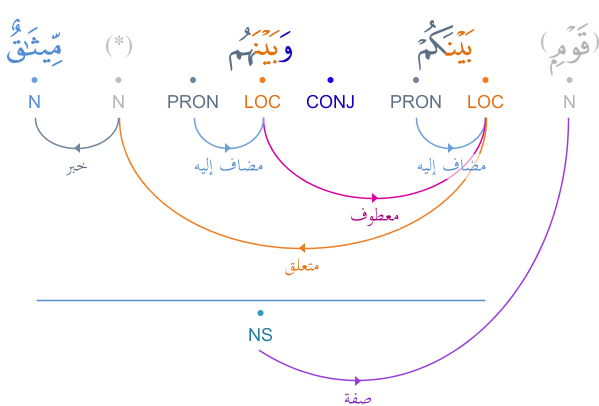 (قَوْمٍۭ) بَيْنَكُمْ وَبَيْنَهُم (*) مِّيثَٰقٌۭ
N LOC PRON CONJ LOC PRON N N
مضاف إليه مضاف إليه خبر
معطوف
متعلق
NS
صفة